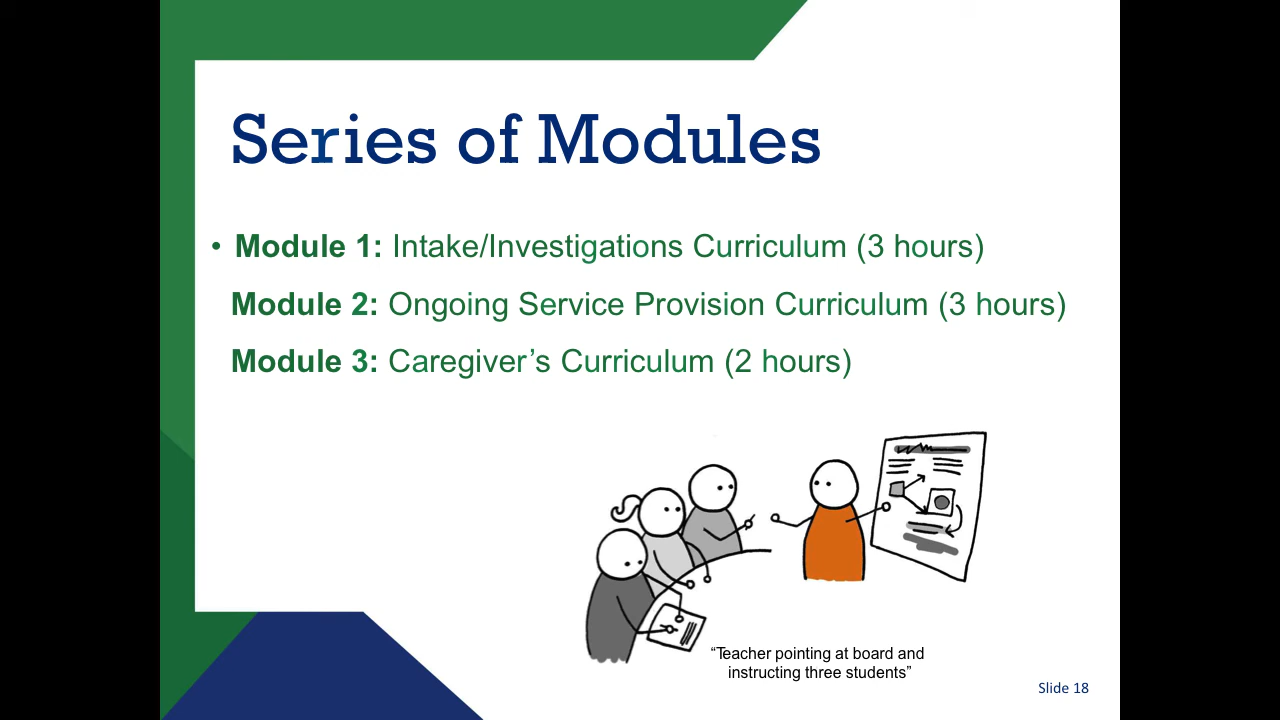 Series of Modules
• Module 1: Intake/Investigations Curriculum (3 hours)
Module 2: Ongoing Service Provision Curriculum (3 hours)
Module 3: Caregiver’s Curriculum (2 hours)
“Teacher pointing at board and
instructing three students”
Slide 18